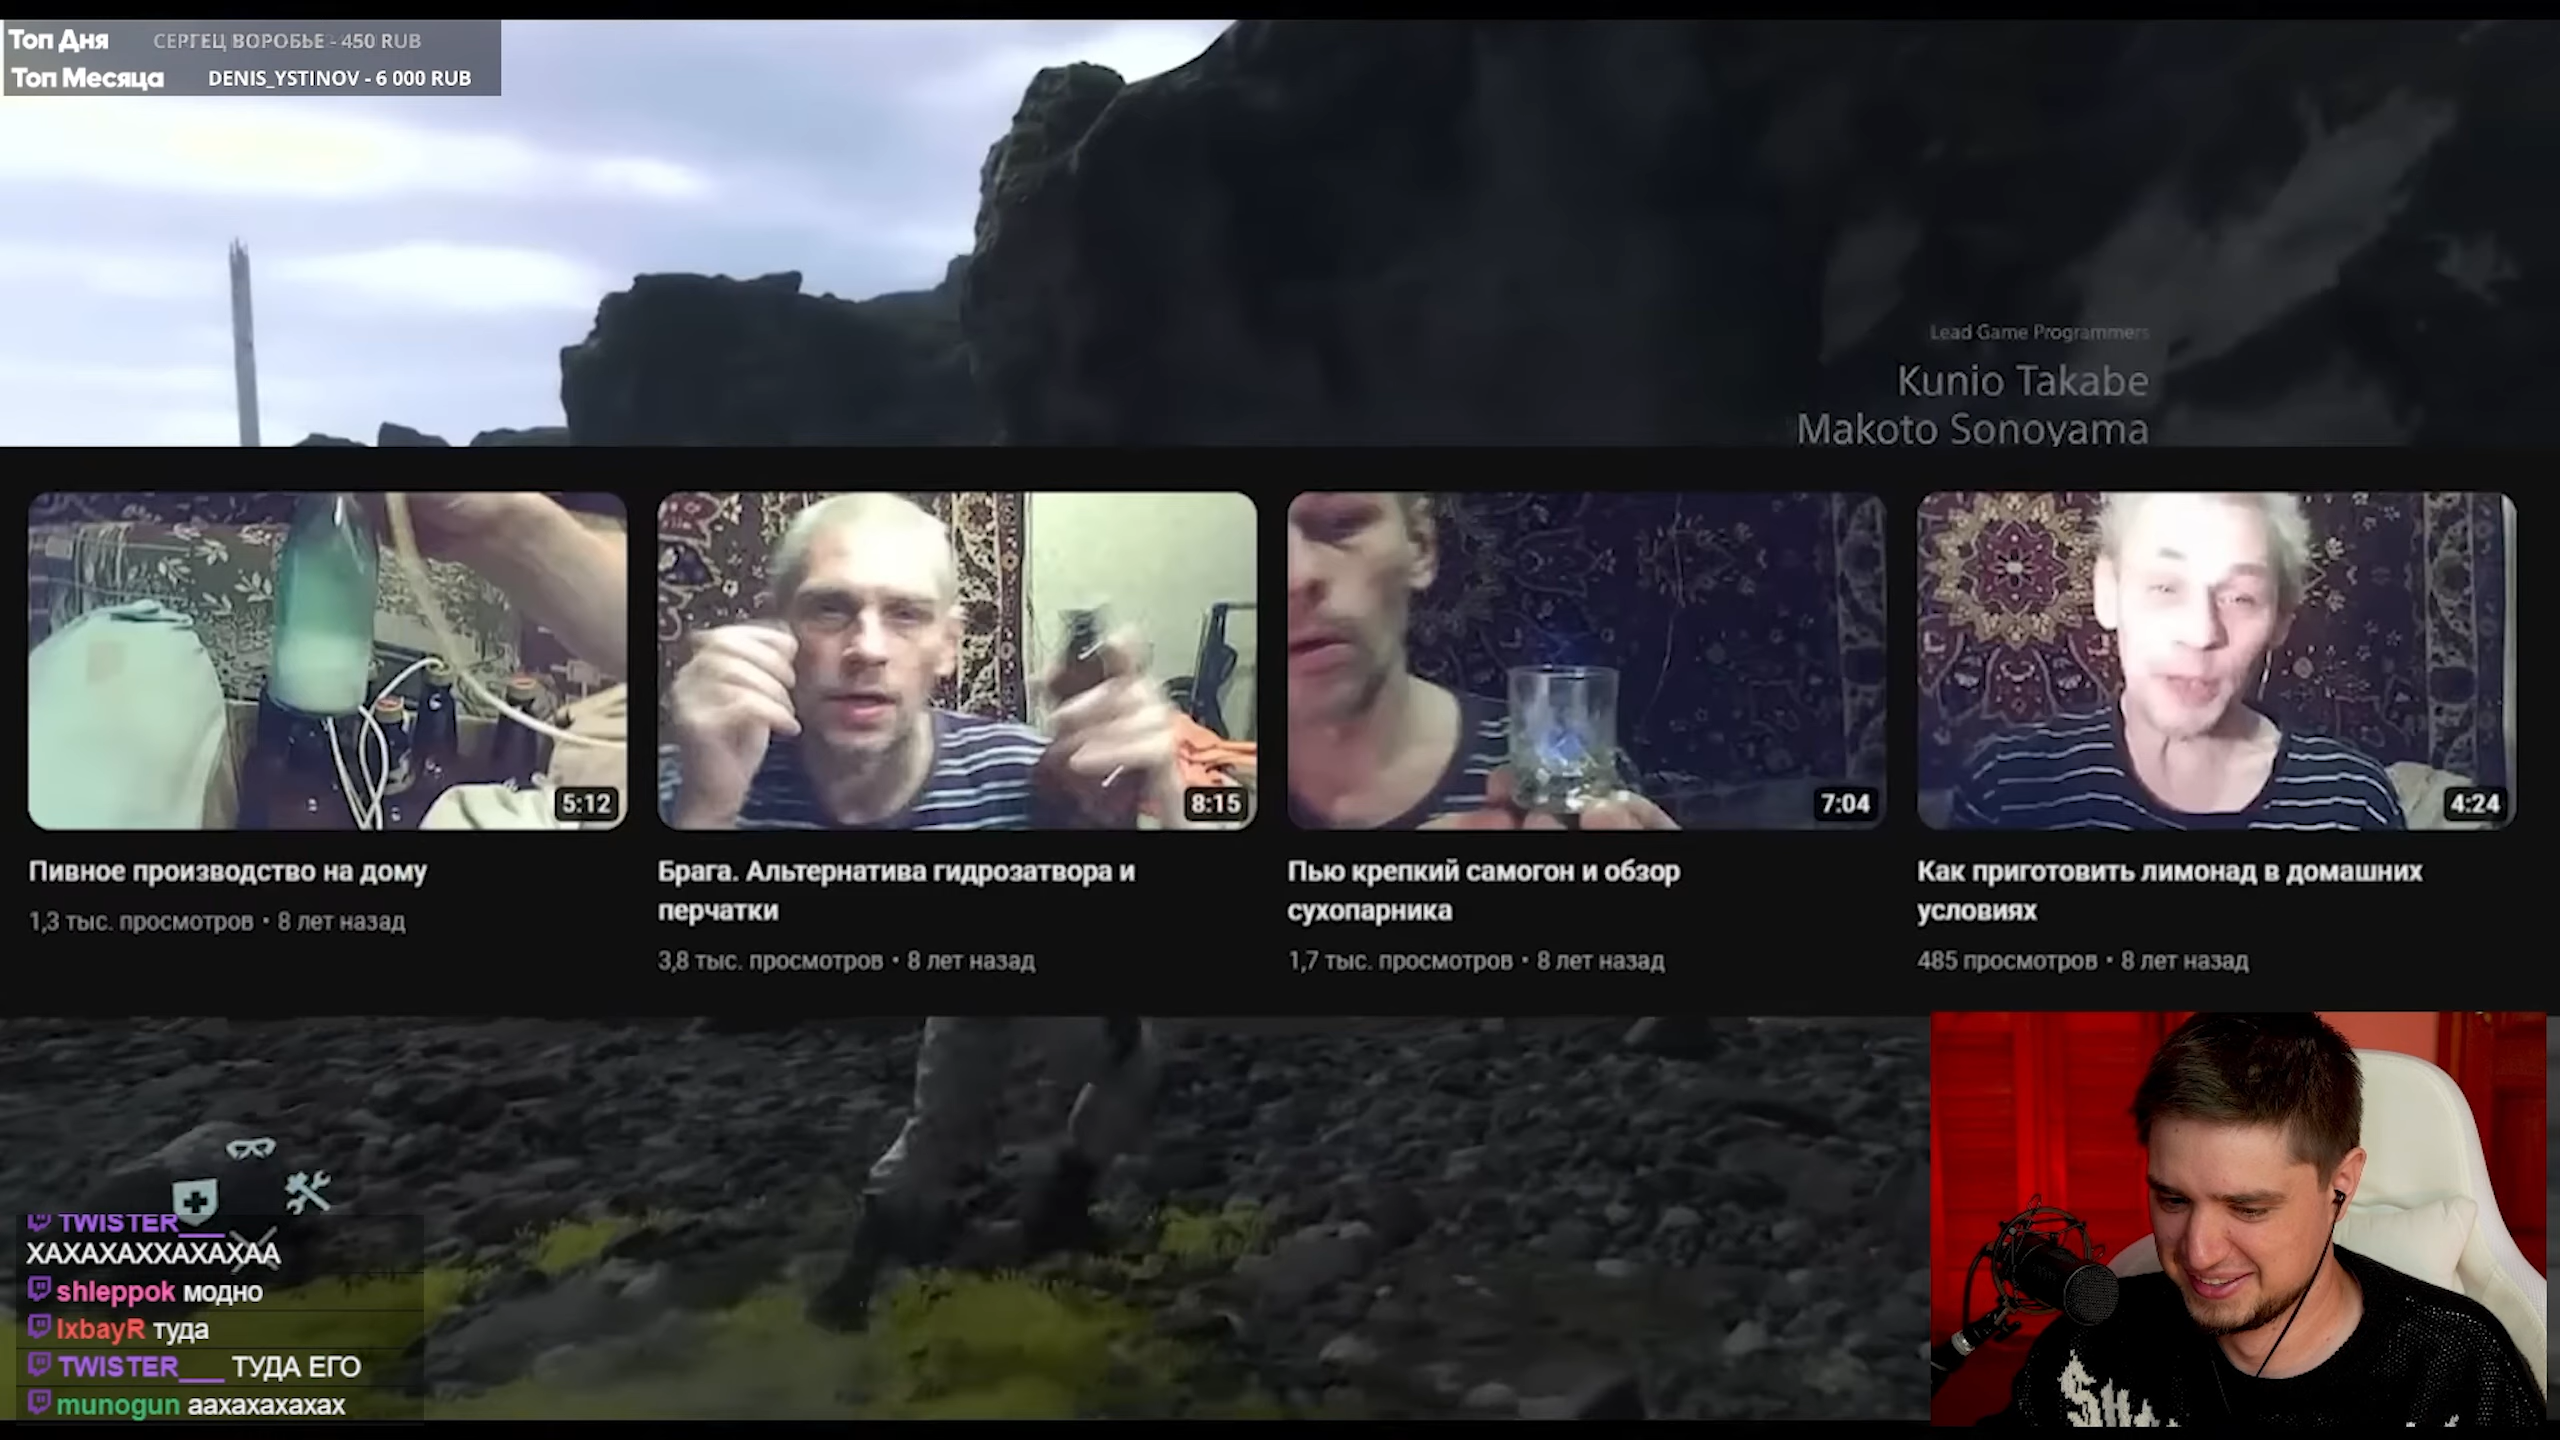 Топ Дня СЕРГЕЦ ВОРОБЬЕ - 450 RUB
Топ Месяца DENIS_YSTINOV - 6 000 RUB
Lead Game Programmers
Kunio Takabe
Makoto Sonoyama
5:12
8:15
7:04
4:24
Пивное производство на дому
1,3 тыс. просмотров • 8 лет назад
Брага. Альтернатива гидрозатвора и
перчатки
3,8 тыс. просмотров • 8 лет назад
Пью крепкий самогон и обзор
сухопарника
1,7 тыс. просмотров • 8 лет назад
Как приготовить лимонад в домашних
условиях
485 просмотров • 8 лет назад
TWISTER___
ХАХАХАХХАХАХАА
shleppok модно
IxbayR туда
TWISTER___ ТУДА ЕГО
munogun аахахахахах